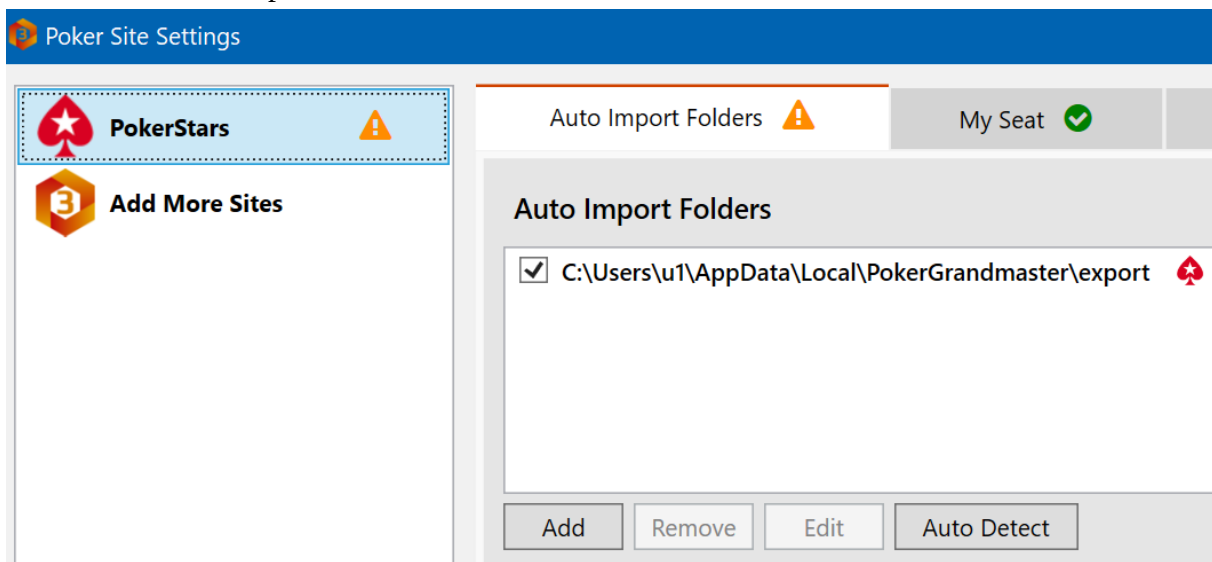 Poker Site Settings
PokerStars
Add More Sites
Auto Import Folders
My Seat
Auto Import Folders
C:\Users\u1\AppData\Local\PokerGrandmaster\export
Add
Remove
Edit
Auto Detect